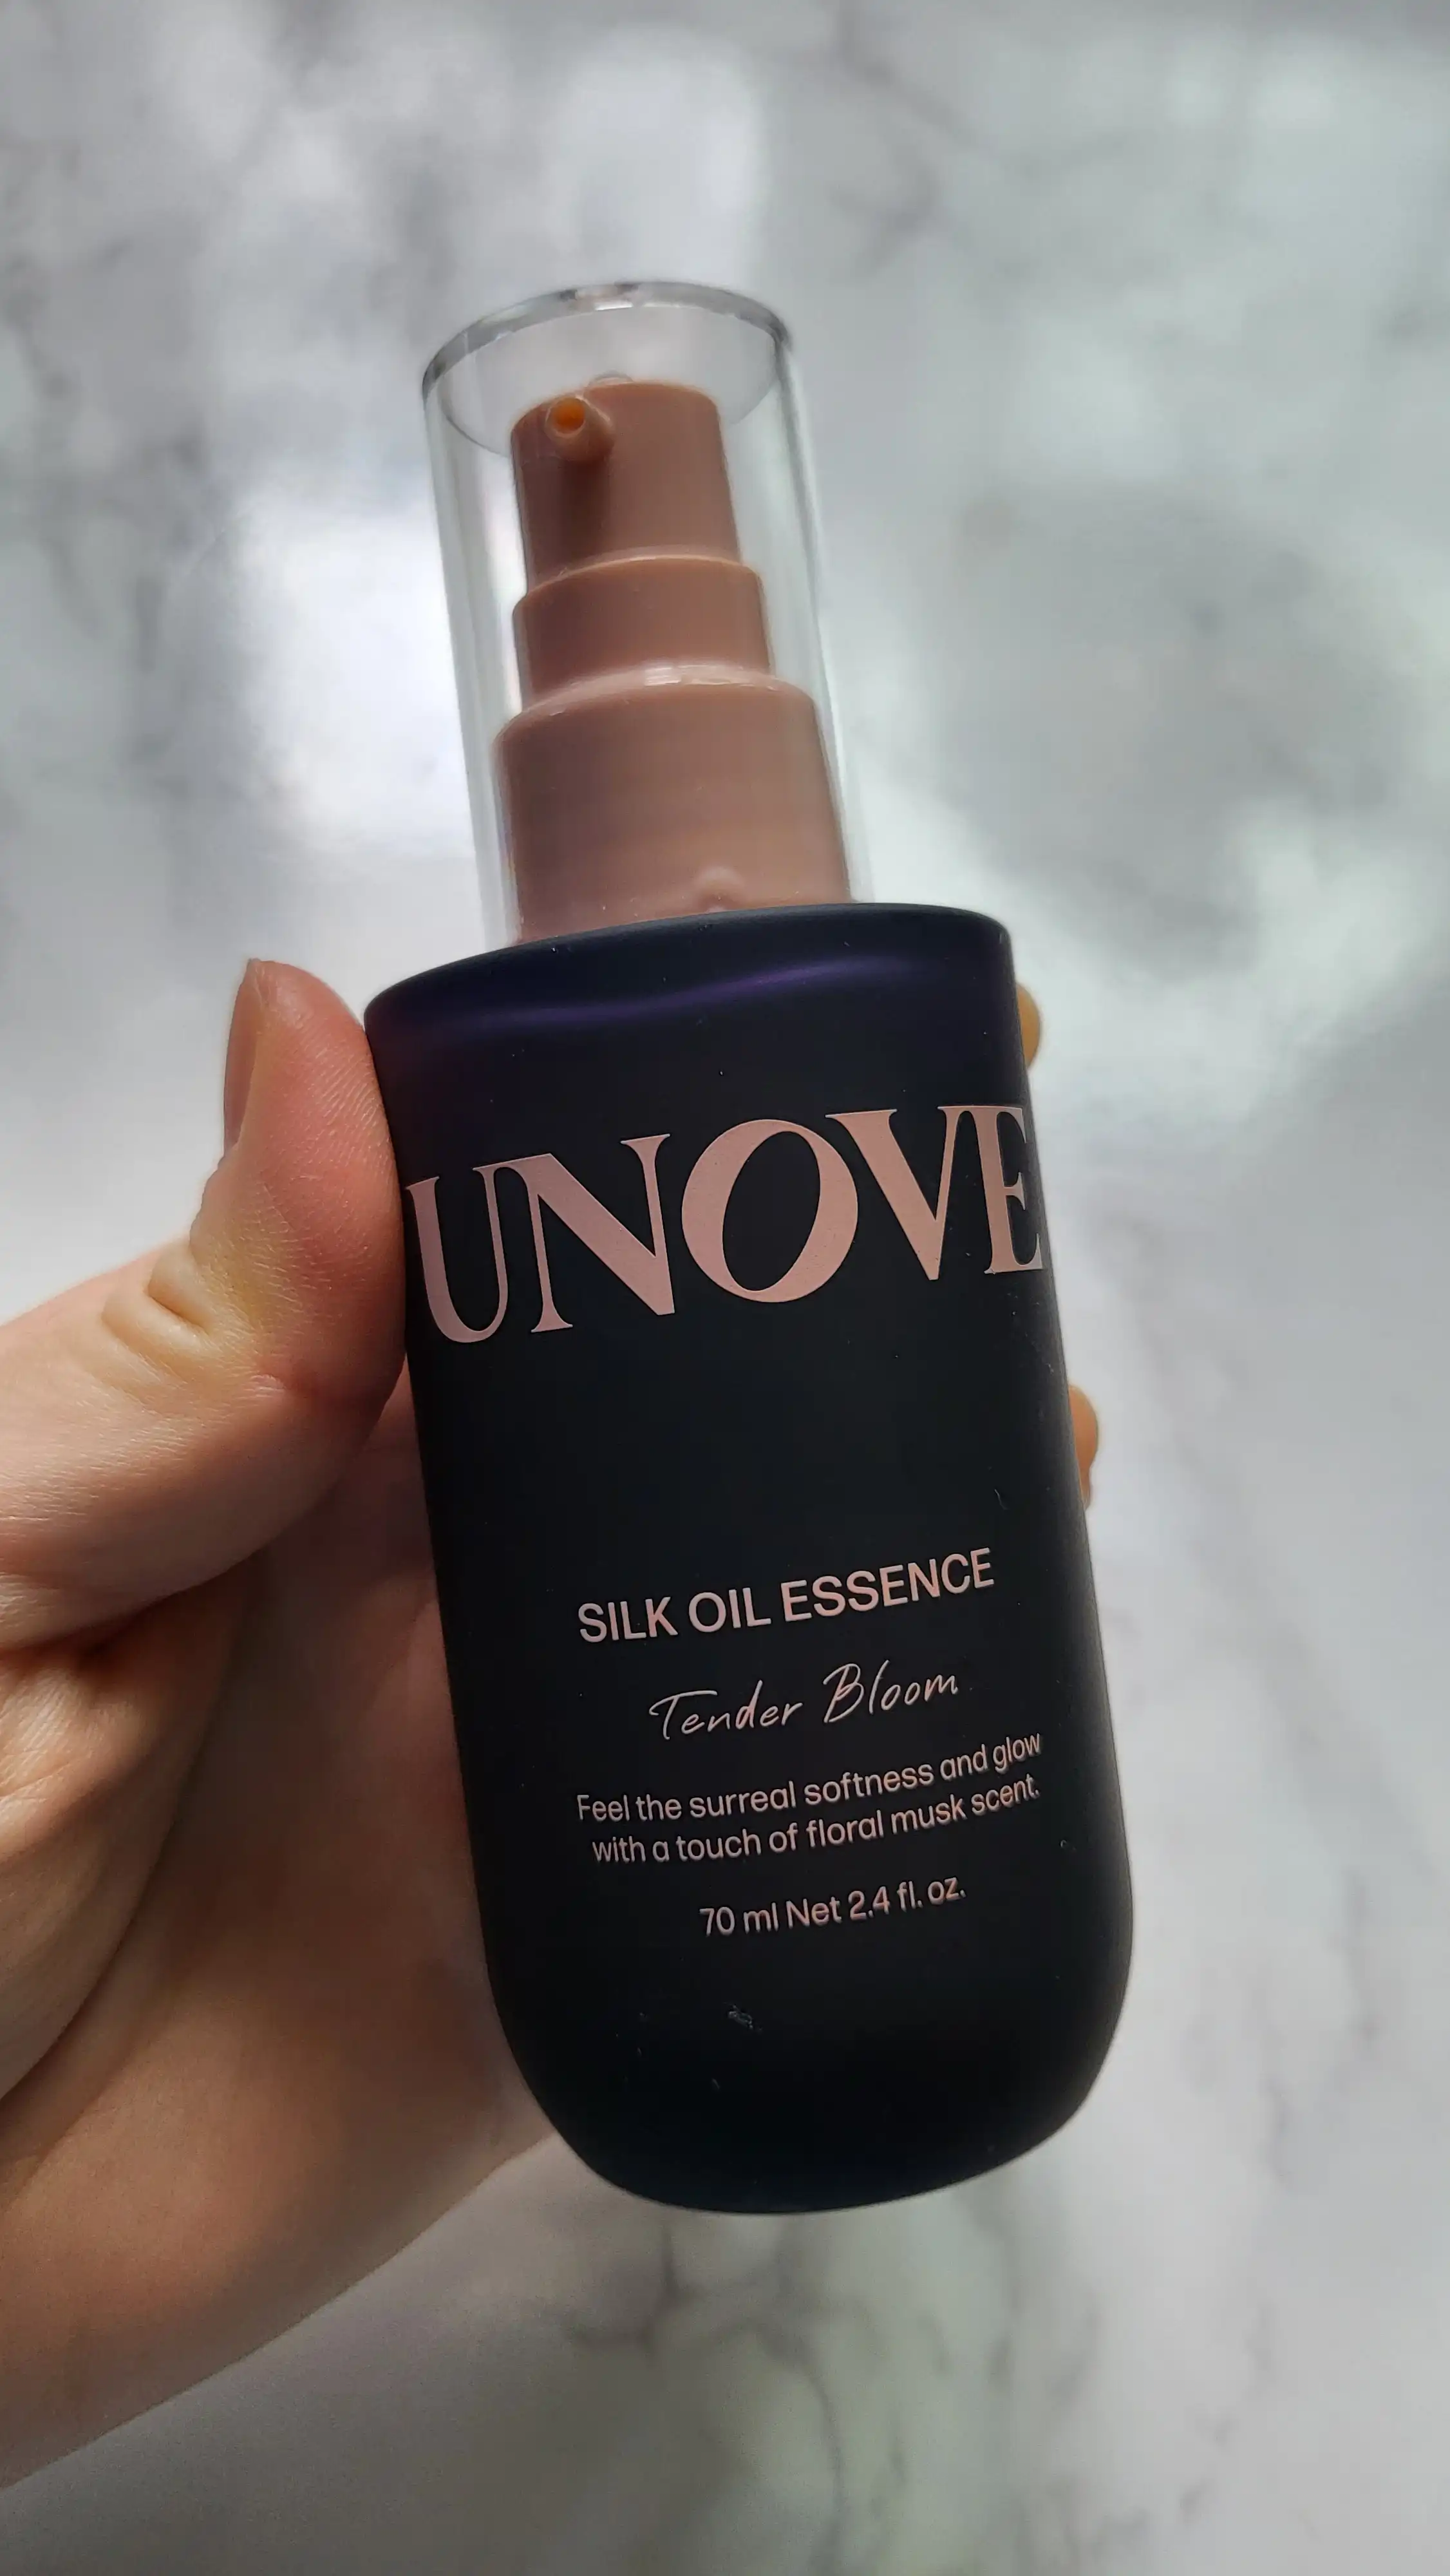 UNOVE
SILK OIL ESSENCE
Tender Bloom
Feel the surreal softness and glow
with a touch of floral musk scent.
70 ml Net 2.4 fl. oz.